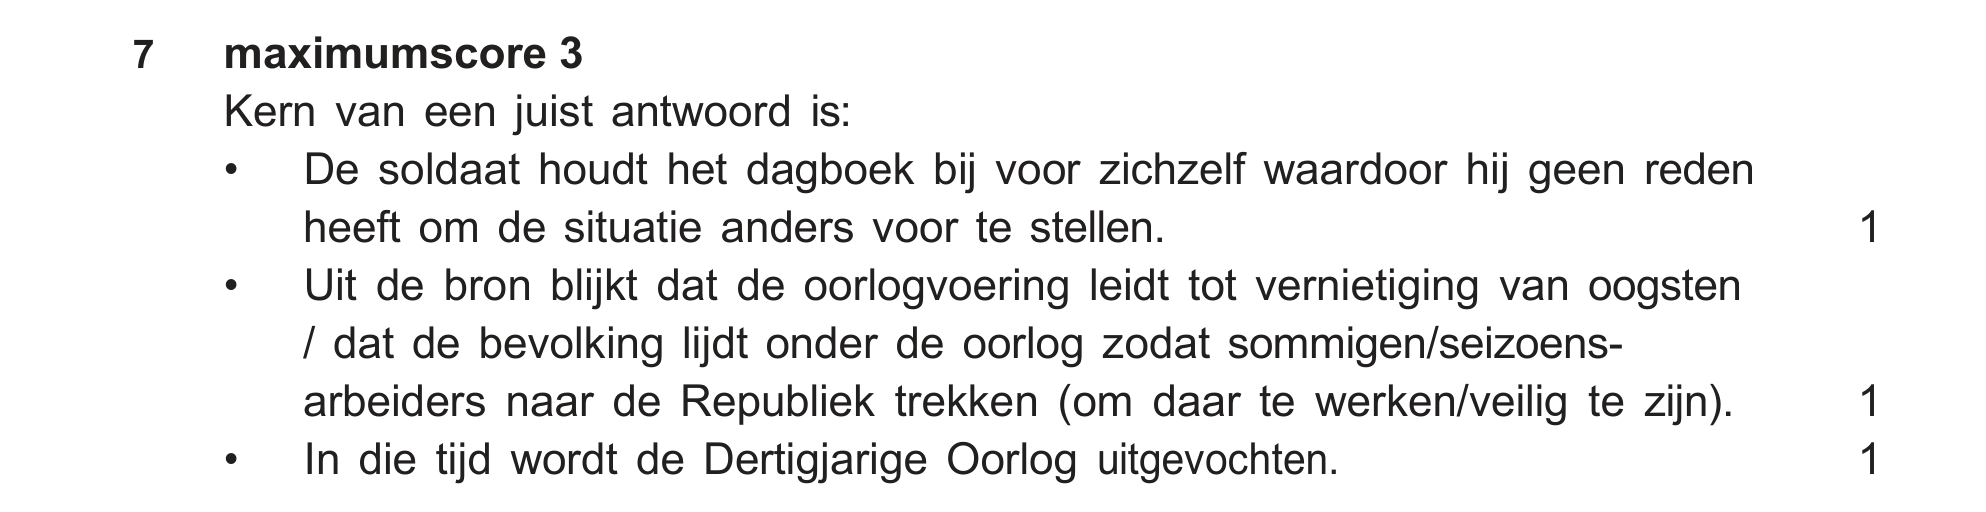 7 maximumscore 3
Kern van een juist antwoord is:
• De soldaat houdt het dagboek bij voor zichzelf waardoor hij geen reden
heeft om de situatie anders voor te stellen. 1
• Uit de bron blijkt dat de oorlogvoering leidt tot vernietiging van oogsten
/ dat de bevolking lijdt onder de oorlog zodat sommigen/seizoens-
arbeiders naar de Republiek trekken (om daar te werken/veilig te zijn). 1
• In die tijd wordt de Dertigjarige Oorlog uitgevochten. 1